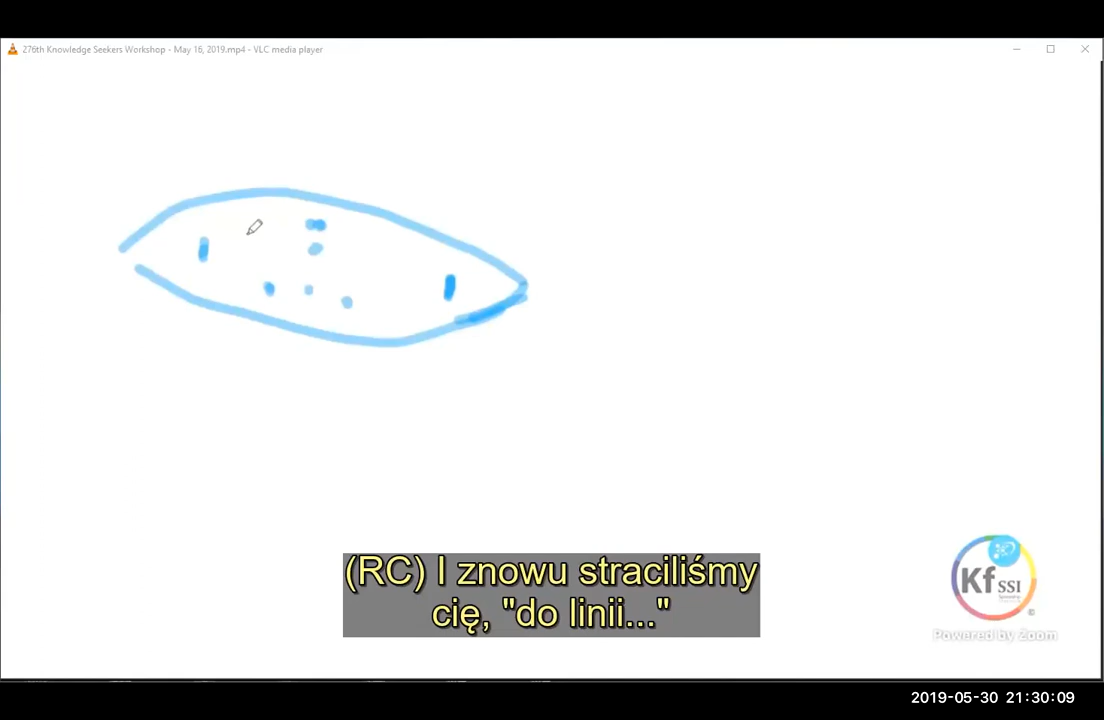 276th Knowledge Seekers Workshop - May 16, 2019.mp4 - VLC media player
(RC) I znowu straciliśmy
cię, "do linii..."
Kf SSI
Powered by Zoom
2019-05-30 21:30:09